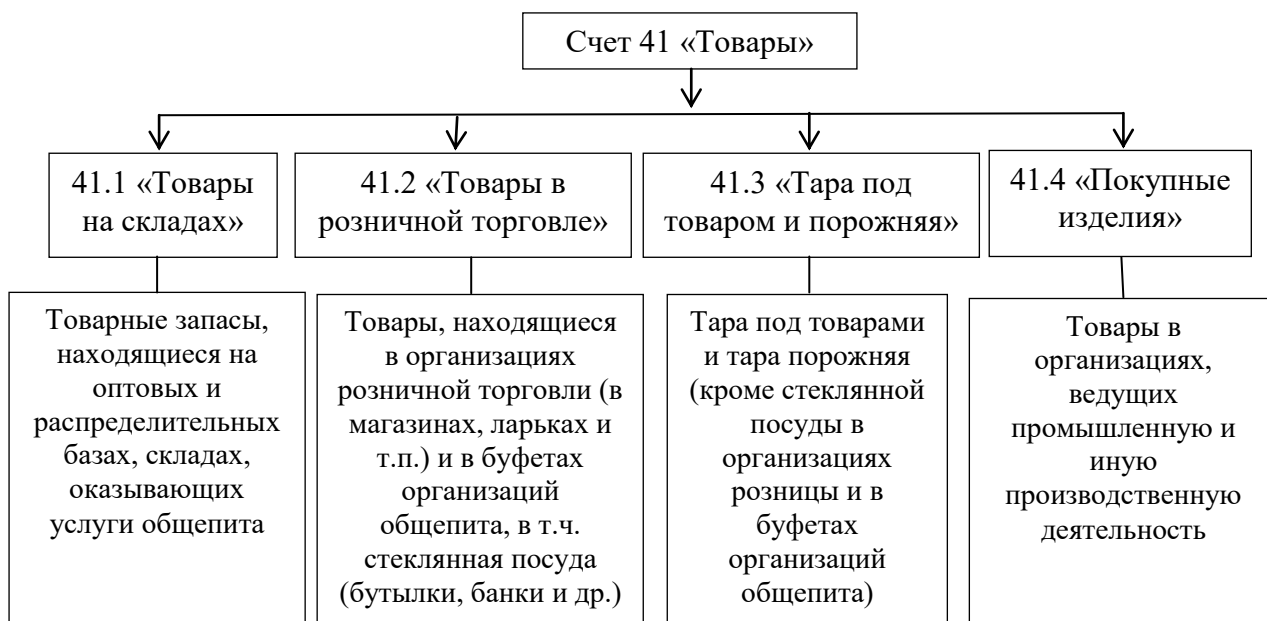 Счет 41 «Товары»
41.1 «Товары
на складах»
41.2 «Товары в
розничной торговле»
41.3 «Тара под
товаром и порожняя»
41.4 «Покупные
изделия»
Товарные запасы,
находящиеся на
оптовых и
распределительных
базах, складах,
оказывающих
услуги общепита
Товары, находящиеся
в организациях
розничной торговли (в
магазинах, ларьках и
т.п.) и в буфетах
организаций
общепита, в т.ч.
стеклянная посуда
(бутылки, банки и др.)
Тара под товарами
и тара порожняя
(кроме стеклянной
посуды в
организациях
розницы и в
буфетах
организаций
общепита)
Товары в
организациях,
ведущих
промышленную и
иную
производственную
деятельность